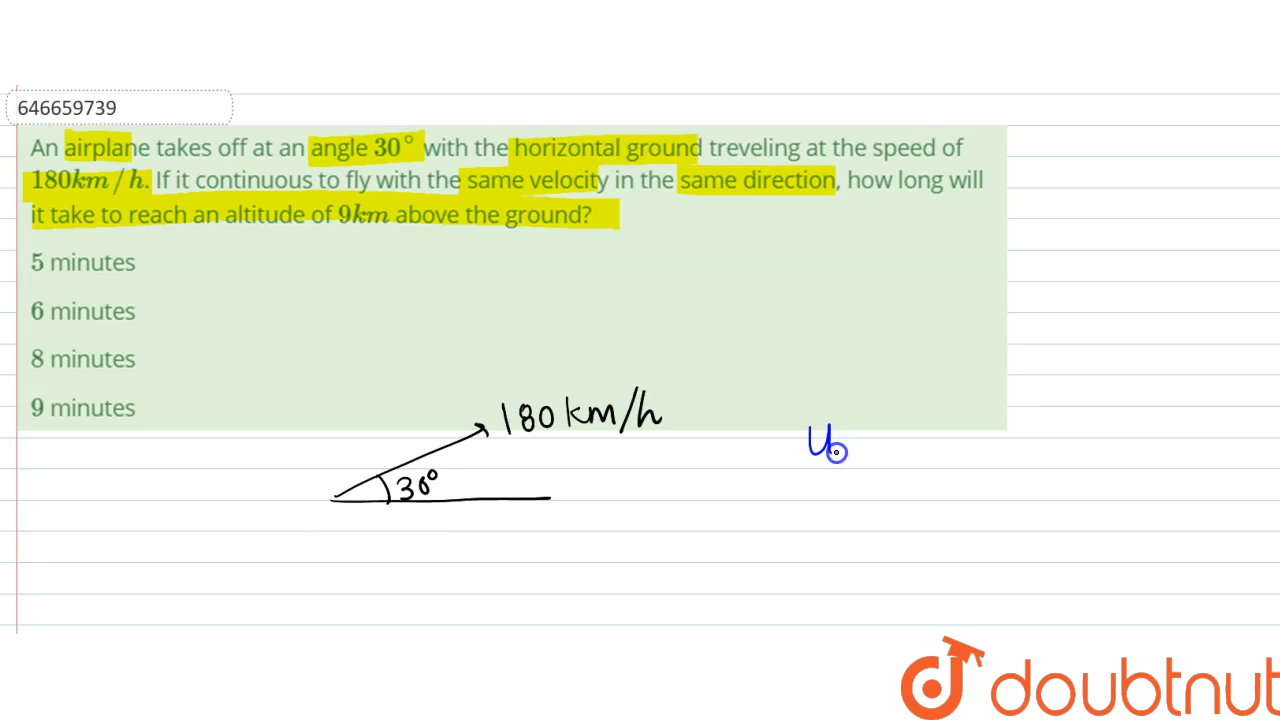 646659739
An airplane takes off at an angle 30° with the horizontal ground treveling at the speed of
180km/h. If it continuous to fly with the same velocity in the same direction, how long will
it take to reach an altitude of 9km above the ground?
5 minutes
6 minutes
8 minutes
9 minutes
180 km/h
30°
doubtnut